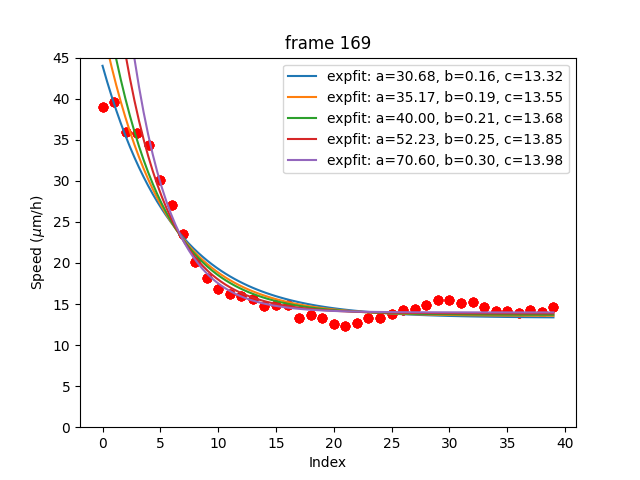 frame 169
expfit: a=30.68, b=0.16, c=13.32
expfit: a=35.17, b=0.19, c=13.55
expfit: a=40.00, b=0.21, c=13.68
expfit: a=52.23, b=0.25, c=13.85
expfit: a=70.60, b=0.30, c=13.98
Speed (μm/h)
45
40
35
30
25
20
15
10
5
0
0 5 10 15 20 25 30 35 40
Index